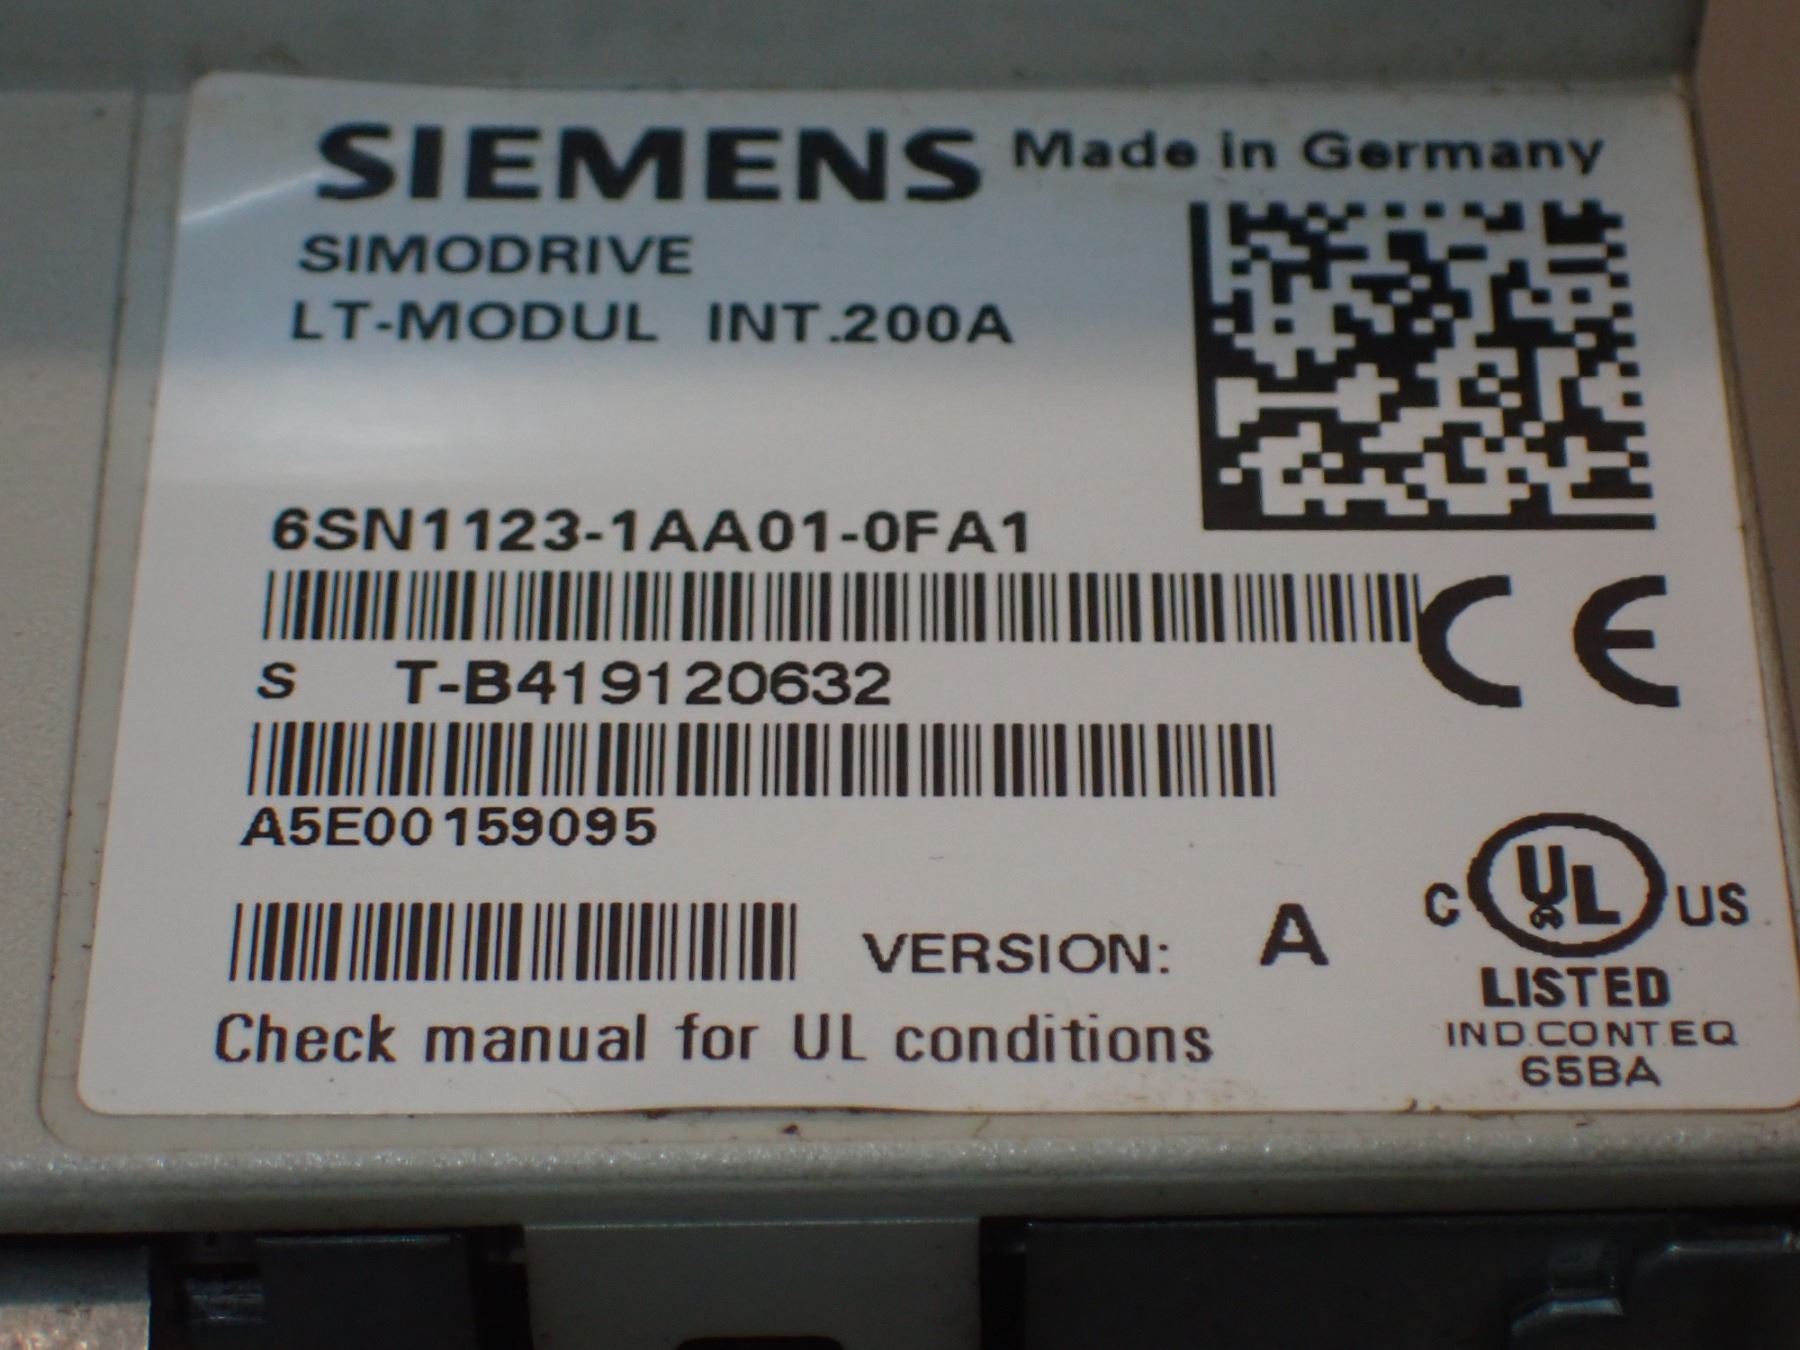 SIEMENS Made in Germany
SIMODRIVE
LT-MODUL INT.200A
6SN1123-1AA01-0FA1
CE
S T-B419120632
A5E00159095
VERSION: A
C UL US
LISTED
IND.CONT.EQ
65BA
Check manual for UL conditions